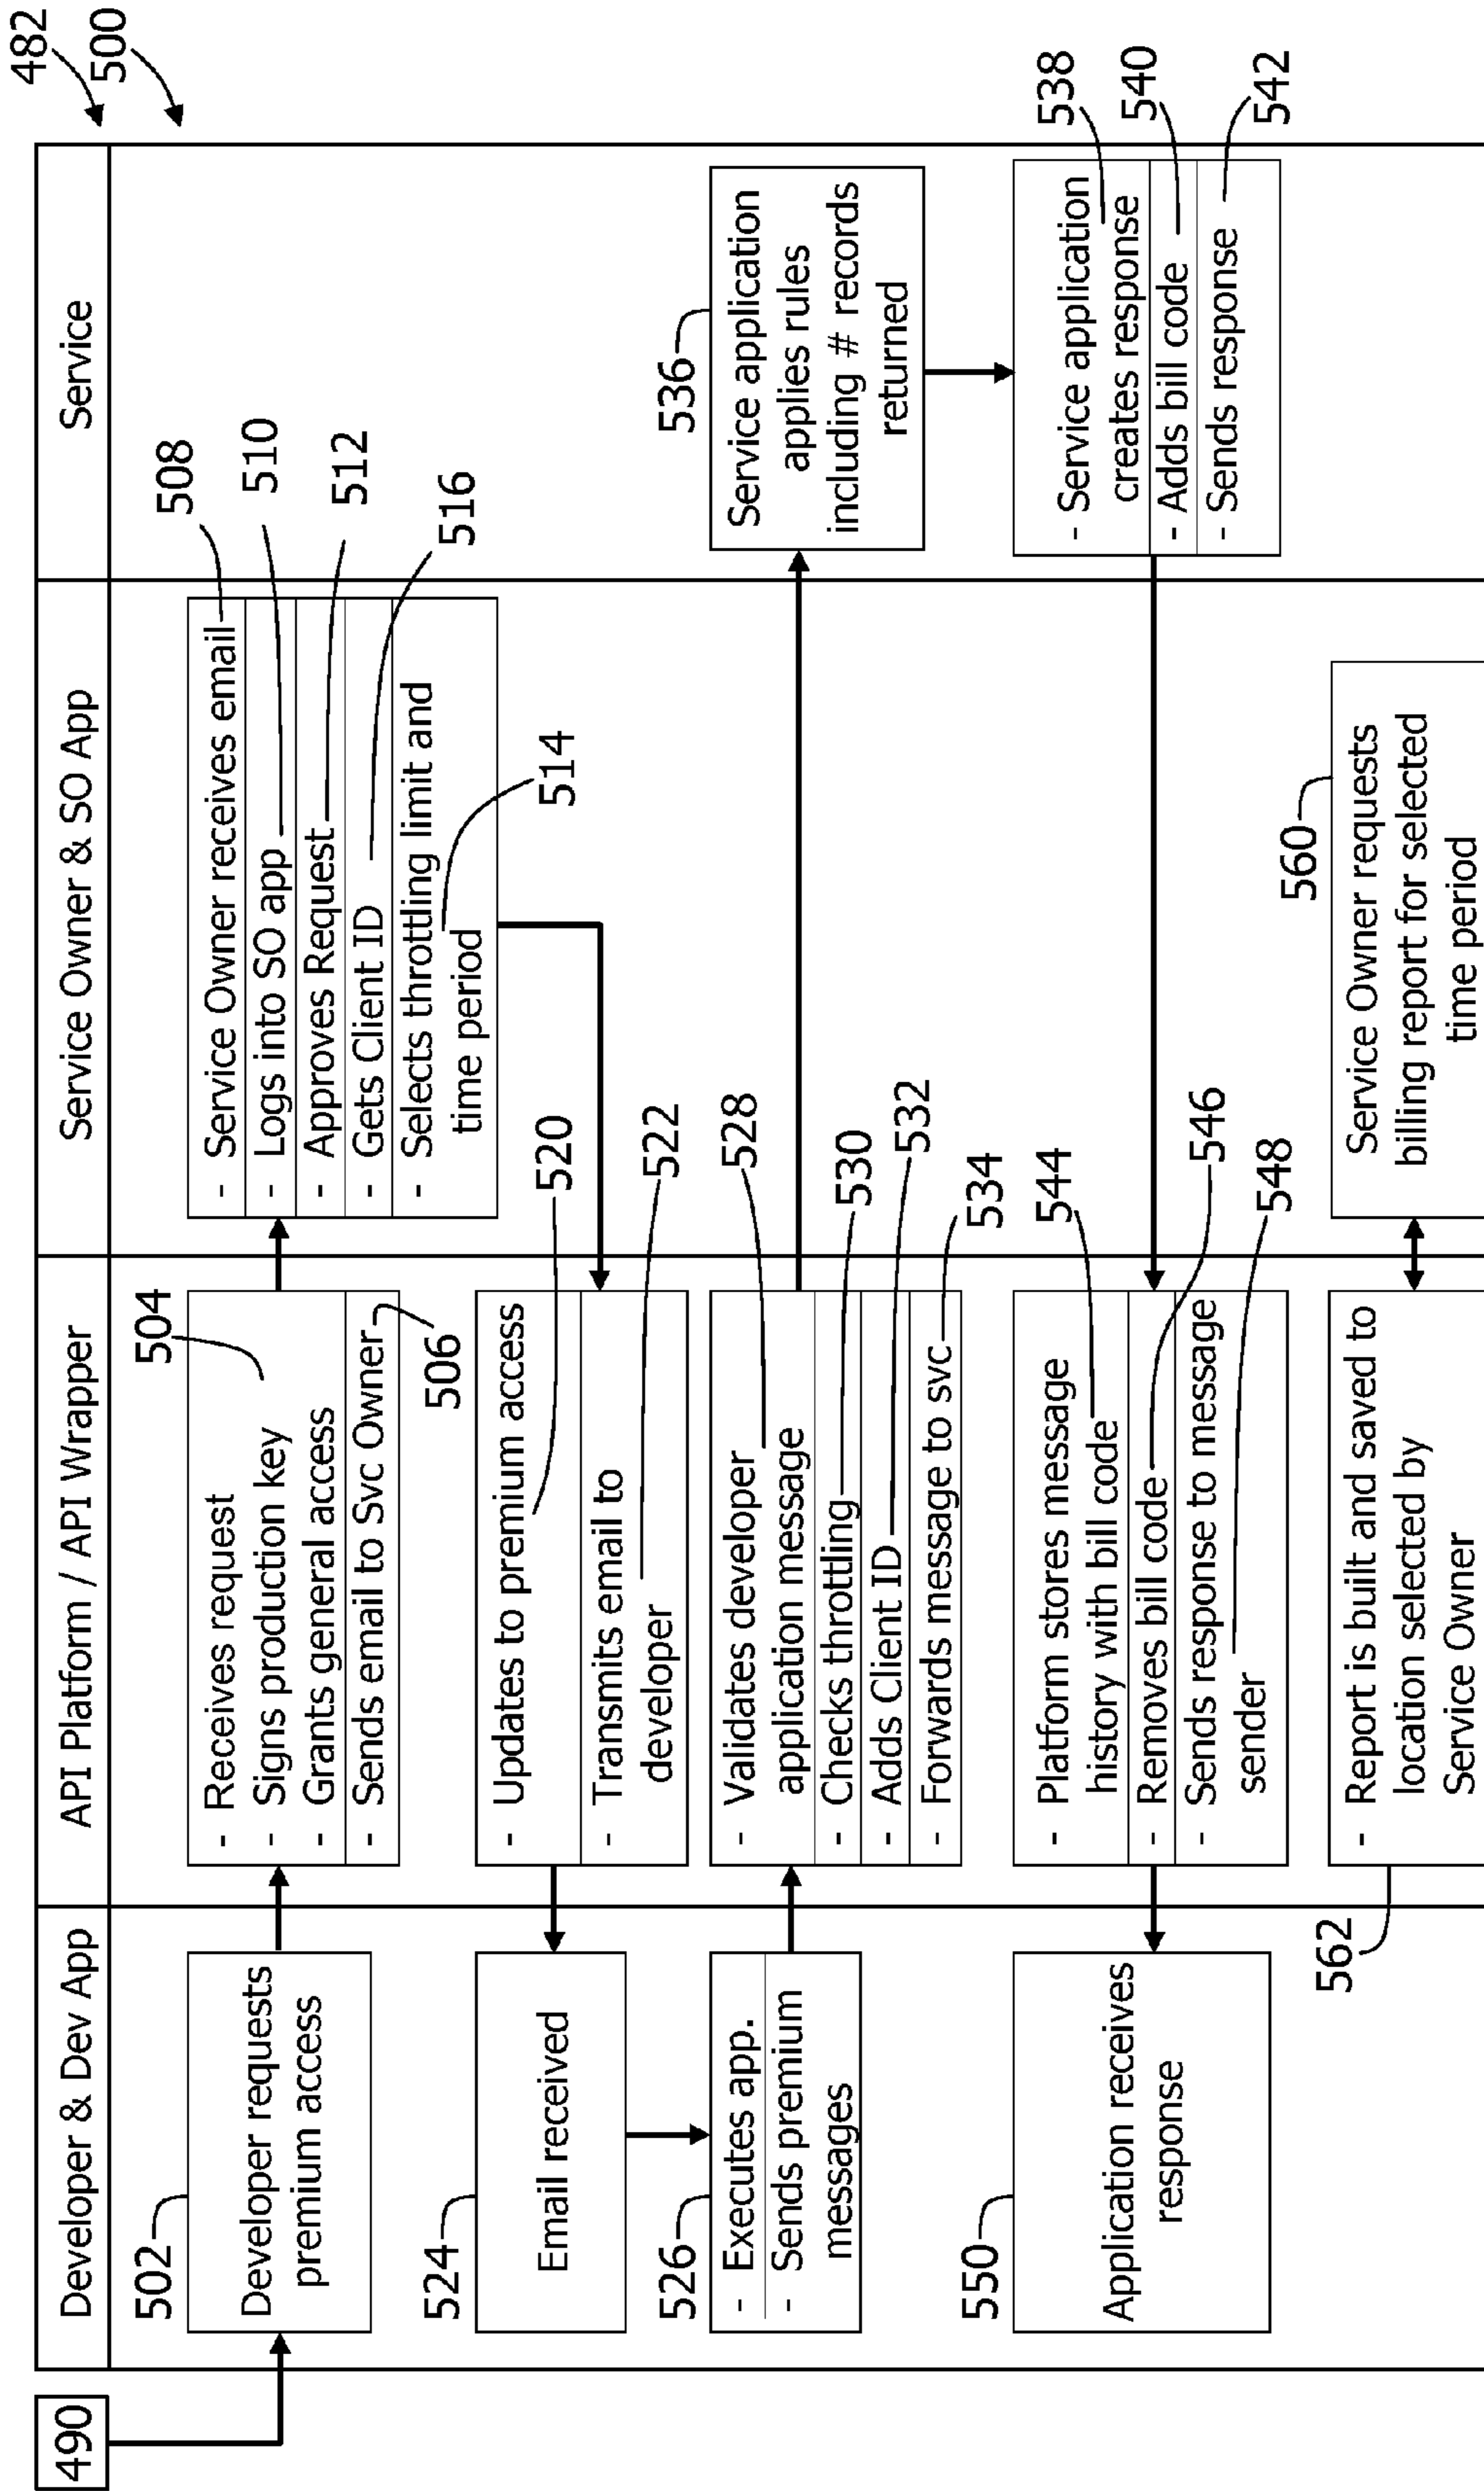 482
500
490
Developer & Dev App
API Platform / API Wrapper
Service Owner & SO App
Service
502
Developer requests
premium access
504
- Receives request
- Signs production key
- Grants general access
- Sends email to Svc Owner
506
- Service Owner receives email
- Logs into SO app
- Approves Request
- Gets Client ID
- Selects throttling limit and
time period
508
510
512
516
514
520
- Updates to premium access
- Transmits email to
developer
522
524
Email received
526
- Executes app.
- Sends premium
messages
- Validates developer
application message
- Checks throttling
- Adds Client ID
- Forwards message to svc
528
530
532
534
536
Service application
applies rules
including # records
returned
- Service application
creates response
- Adds bill code
- Sends response
538
540
542
544
- Platform stores message
history with bill code
- Removes bill code
- Sends response to message
sender
546
548
550
Application receives
response
560
Service Owner requests
billing report for selected
time period
562
- Report is built and saved to
location selected by
Service Owner